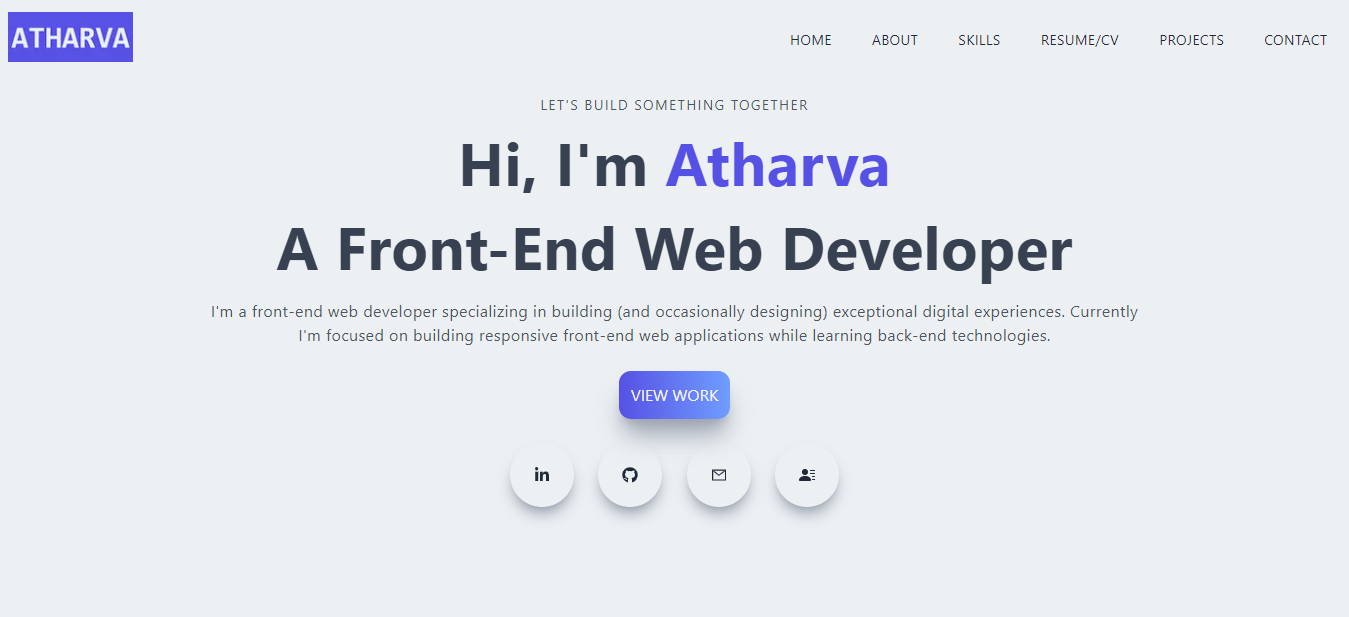 ATHARVA
HOME ABOUT SKILLS RESUME/CV PROJECTS CONTACT
LET'S BUILD SOMETHING TOGETHER
Hi, I'm Atharva
A Front-End Web Developer
I'm a front-end web developer specializing in building (and occasionally designing) exceptional digital experiences. Currently
I'm focused on building responsive front-end web applications while learning back-end technologies.
VIEW WORK
in